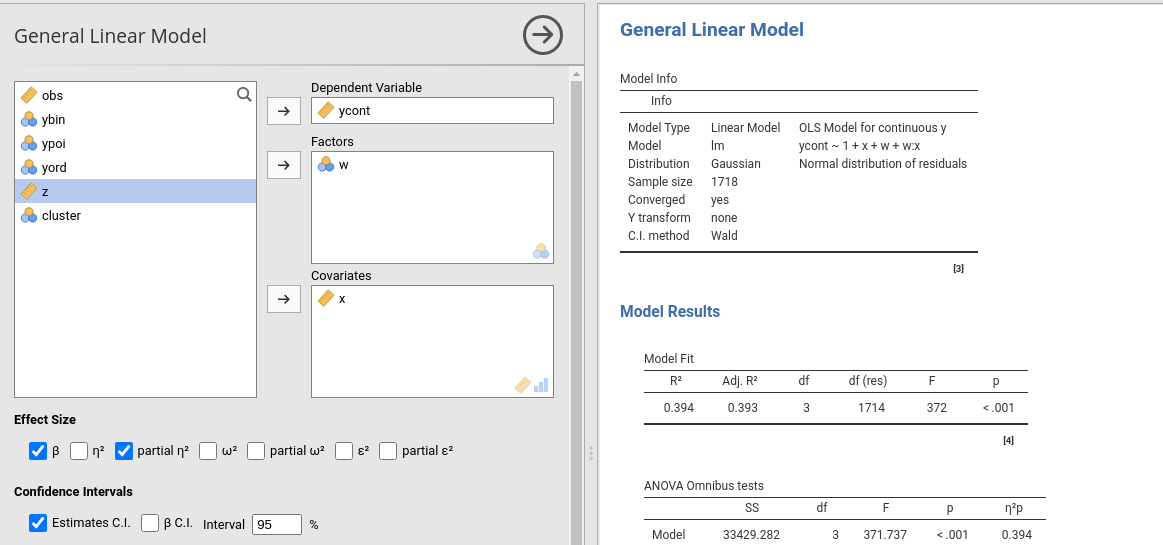 General Linear Model
obs
ybin
ypoi
yord
z
cluster
Dependent Variable
ycont
Factors
w
Covariates
x
Effect Size
β η² partial η² ω² partial ω² ε² partial ε²
Confidence Intervals
Estimates C.I. β C.I. Interval 95 %
General Linear Model
Model Info
Info
Model Type Linear Model OLS Model for continuous y
Model lm ycont ~ 1 + x + w + w:x
Distribution Gaussian Normal distribution of residuals
Sample size 1718
Converged yes
Y transform none
C.I. method Wald
[3]
Model Results
Model Fit
R² Adj. R² df df (res) F p
0.394 0.393 3 1714 372 < .001
[4]
ANOVA Omnibus tests
SS df F p η²p
Model 33429.282 3 371.737 < .001 0.394